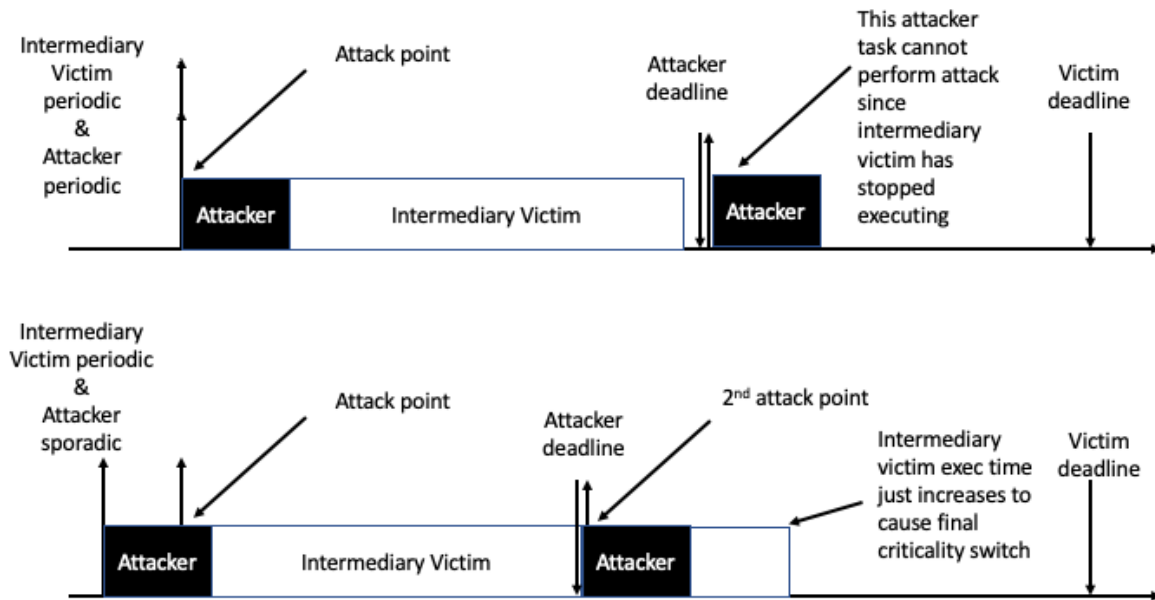 Intermediary
Victim
periodic
&
Attacker
periodic
Attack point
Attacker
deadline
This attacker
task cannot
perform attack
since
intermediary
victim has
stopped
executing
Victim
deadline
Attacker
Intermediary Victim
Attacker
Intermediary
Victim periodic
&
Attacker
sporadic
Attack point
Attacker
deadline
2nd attack point
Intermediary
victim exec time
just increases to
cause final
criticality switch
Victim
deadline
Attacker
Intermediary Victim
Attacker